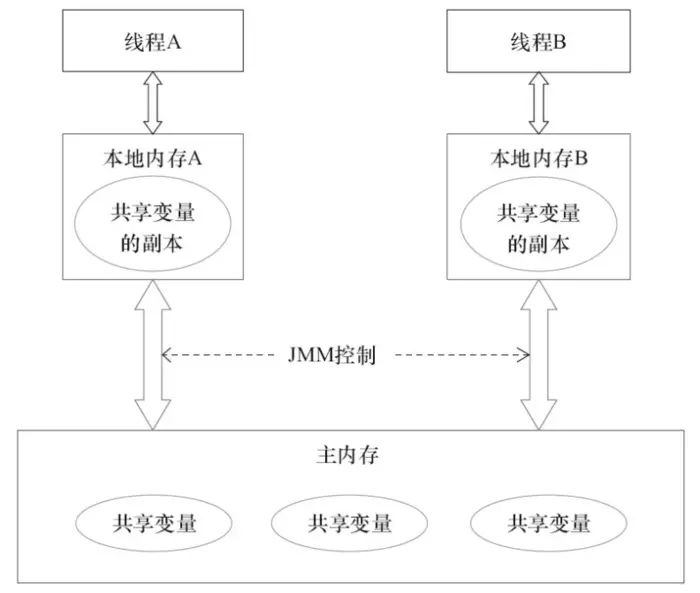 线程A
线程B
本地内存A
本地内存B
共享变量
的副本
共享变量
的副本
JMM控制
主内存
共享变量
共享变量
共享变量